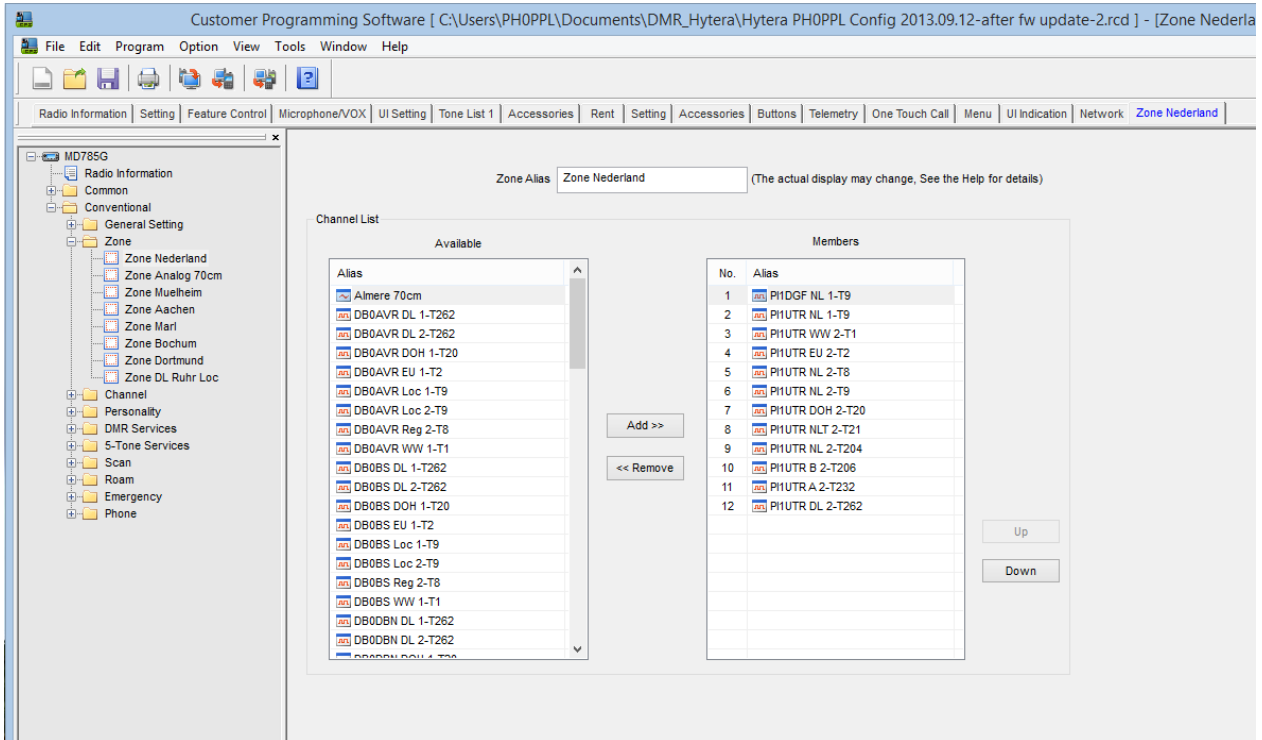 Customer Programming Software [ C:\Users\PH0PPL\Documents\DMR_Hytera\Hytera PH0PPL Config 2013.09.12-after fw update-2.rcd ] - [Zone Nederla
File Edit Program Option View Tools Window Help
Radio Information Setting Feature Control Microphone/VOX UI Setting Tone List 1 Accessories Rent Setting Accessories Buttons Telemetry One Touch Call Menu UI Indication Network Zone Nederland
MD785G
Radio Information
Common
Conventional
General Setting
Zone
Zone Nederland
Zone Analog 70cm
Zone Muelheim
Zone Aachen
Zone Marl
Zone Bochum
Zone Dortmund
Zone DL Ruhr Loc
Channel
Personality
DMR Services
5-Tone Services
Scan
Roam
Emergency
Phone
Zone Alias Zone Nederland (The actual display may change, See the Help for details)
Channel List
Available
Alias
Almere 70cm
DB0AVR DL 1-T262
DB0AVR DL 2-T262
DB0AVR DOH 1-T20
DB0AVR EU 1-T2
DB0AVR Loc 1-T9
DB0AVR Loc 2-T9
DB0AVR Reg 2-T8
DB0AVR WW 1-T1
DB0BS DL 1-T262
DB0BS DL 2-T262
DB0BS DOH 1-T20
DB0BS EU 1-T2
DB0BS Loc 1-T9
DB0BS Loc 2-T9
DB0BS Reg 2-T8
DB0BS WW 1-T1
DB0DBN DL 1-T262
DB0DBN DL 2-T262
DB0DBN DOH 1-T20
Add >>
<< Remove
Members
No. Alias
1 PI1DGF NL 1-T9
2 PI1UTR NL 1-T9
3 PI1UTR WW 2-T1
4 PI1UTR EU 2-T2
5 PI1UTR NL 2-T8
6 PI1UTR NL 2-T9
7 PI1UTR DOH 2-T20
8 PI1UTR NLT 2-T21
9 PI1UTR NL 2-T204
10 PI1UTR B 2-T206
11 PI1UTR A 2-T232
12 PI1UTR DL 2-T262
Up
Down